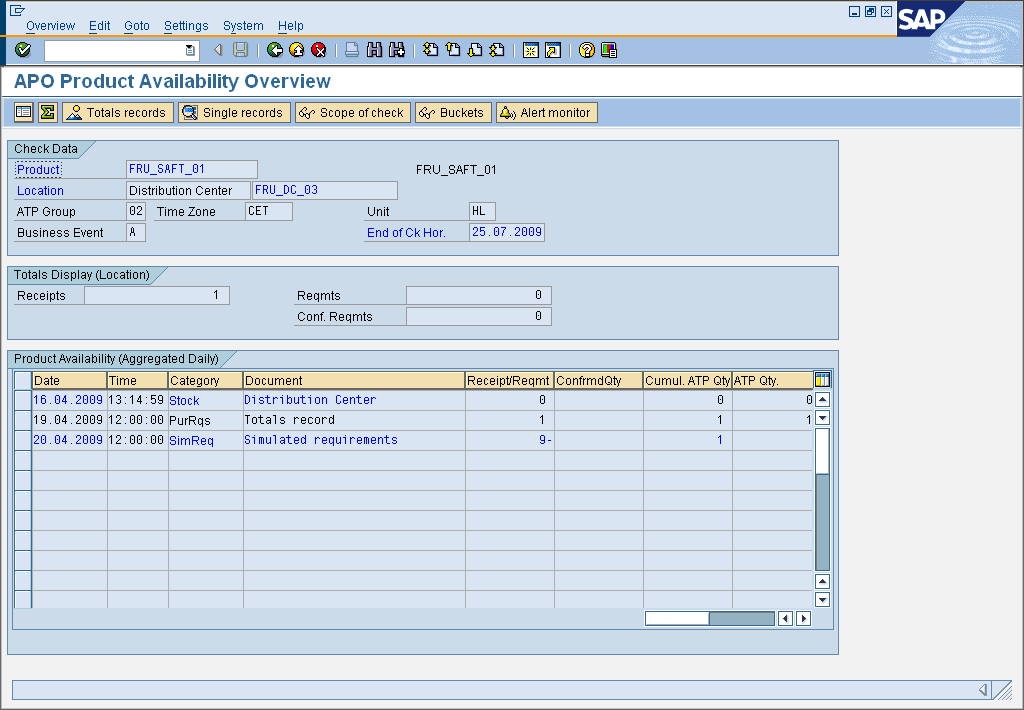 Overview Edit Goto Settings System Help
SAP
APO Product Availability Overview
Totals records Single records Scope of check Buckets Alert monitor
Check Data
Product FRU_SAFT_01 FRU_SAFT_01
Location Distribution Center FRU_DC_03
ATP Group 02 Time Zone CET Unit HL
Business Event A End of Ck Hor. 25.07.2009
Totals Display (Location)
Receipts 1 Reqmts 0
Conf. Reqmts 0
Product Availability (Aggregated Daily)
Date Time Category Document Receipt/Reqmt ConfrmdQty Cumul. ATP Qty ATP Qty.
16.04.2009 13:14:59 Stock Distribution Center 0 0 0
19.04.2009 12:00:00 PurRqs Totals record 1 1 1
20.04.2009 12:00:00 SimReq Simulated requirements 9- 1